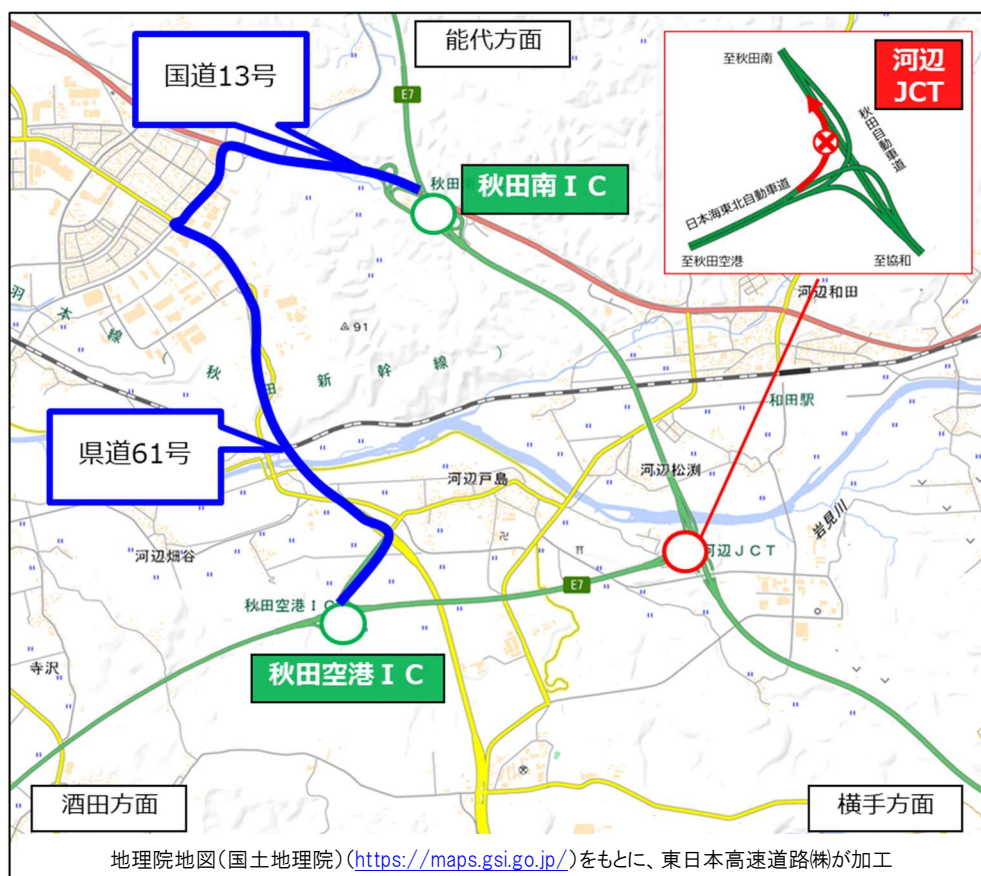 能代方面
国道13号
E7
秋田南ＩＣ
至秋田南
河辺
JCT
秋田自動車道
日本海東北自動車道
至秋田空港
至協和
河辺和田
91
羽本線（秋田新幹線）
和田駅
県道61号
河辺戸島
河辺松渕
岩見川
河辺畑谷
河辺ＪＣＴ
E7
秋田空港ＩＣ
寺沢
秋田空港ＩＣ
酒田方面
横手方面
地理院地図（国土地理院）（https://maps.gsi.go.jp/）をもとに、東日本高速道路㈱が加工